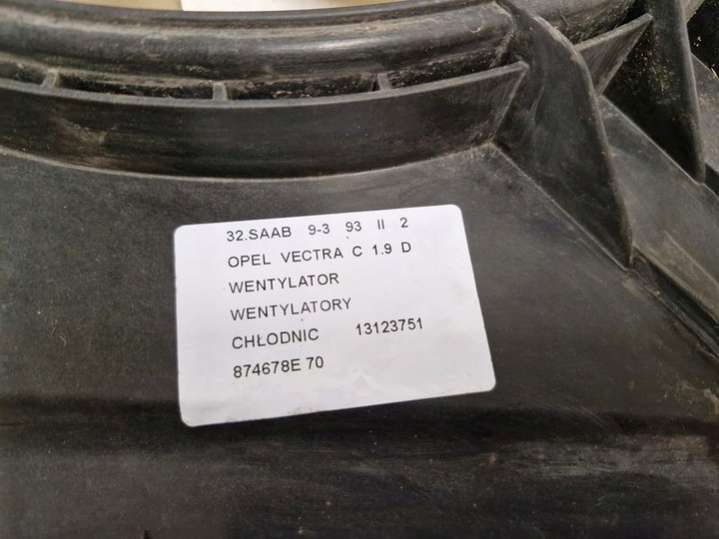 32.SAAB 9-3 93 II 2
OPEL VECTRA C 1.9 D
WENTYLATOR
WENTYLATORY
CHŁODNIC 13123751
874678E 70